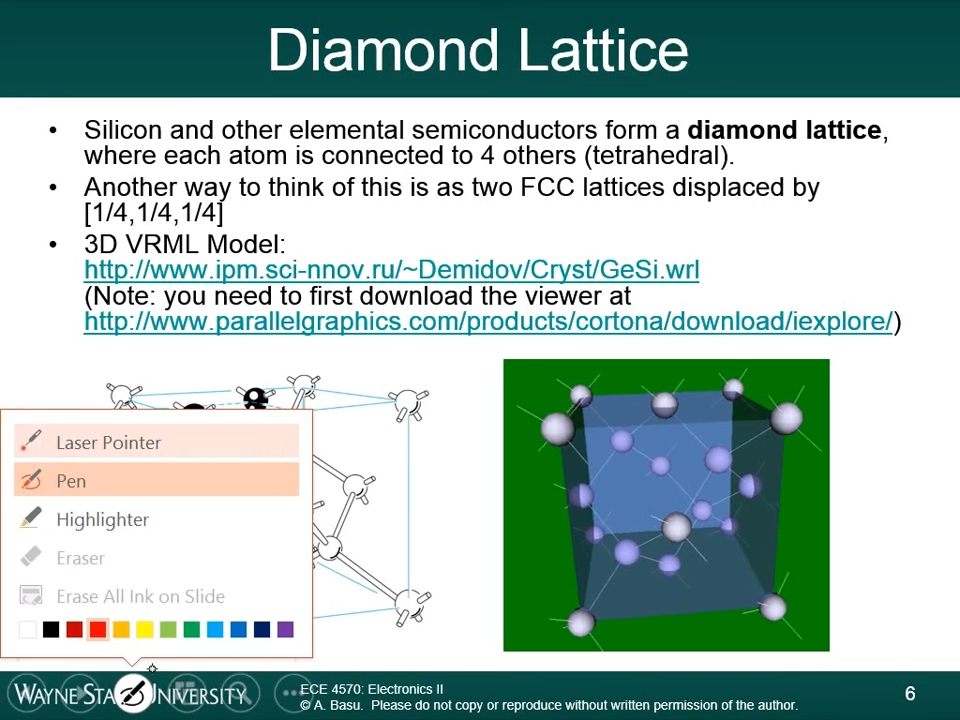 Diamond Lattice
• Silicon and other elemental semiconductors form a diamond lattice,
where each atom is connected to 4 others (tetrahedral).
• Another way to think of this is as two FCC lattices displaced by
[1/4,1/4,1/4]
• 3D VRML Model:
http://www.ipm.sci-nnov.ru/~Demidov/Cryst/GeSi.wrl
(Note: you need to first download the viewer at
http://www.parallelgraphics.com/products/cortona/download/iexplore/)
Laser Pointer
Pen
Highlighter
Eraser
Erase All Ink on Slide
WAYNE STATE UNIVERSITY
ECE 4570: Electronics II
© A. Basu. Please do not copy or reproduce without written permission of the author.
6